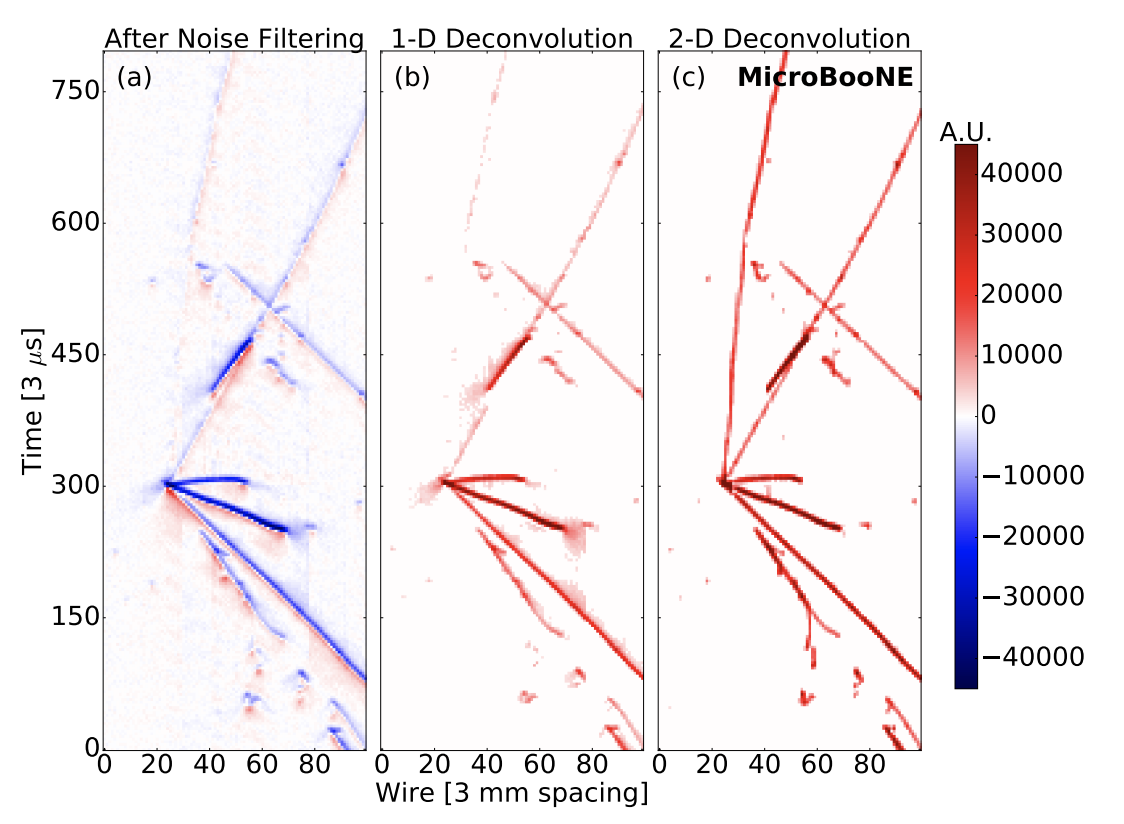 After Noise Filtering 1-D Deconvolution 2-D Deconvolution
(a) (b) (c) MicroBooNE
A.U.
Time [3 μs]
750
600
450
300
150
0
40000
30000
20000
10000
0
−10000
−20000
−30000
−40000
0 20 40 60 80 0 20 40 60 80 0 20 40 60 80
Wire [3 mm spacing]